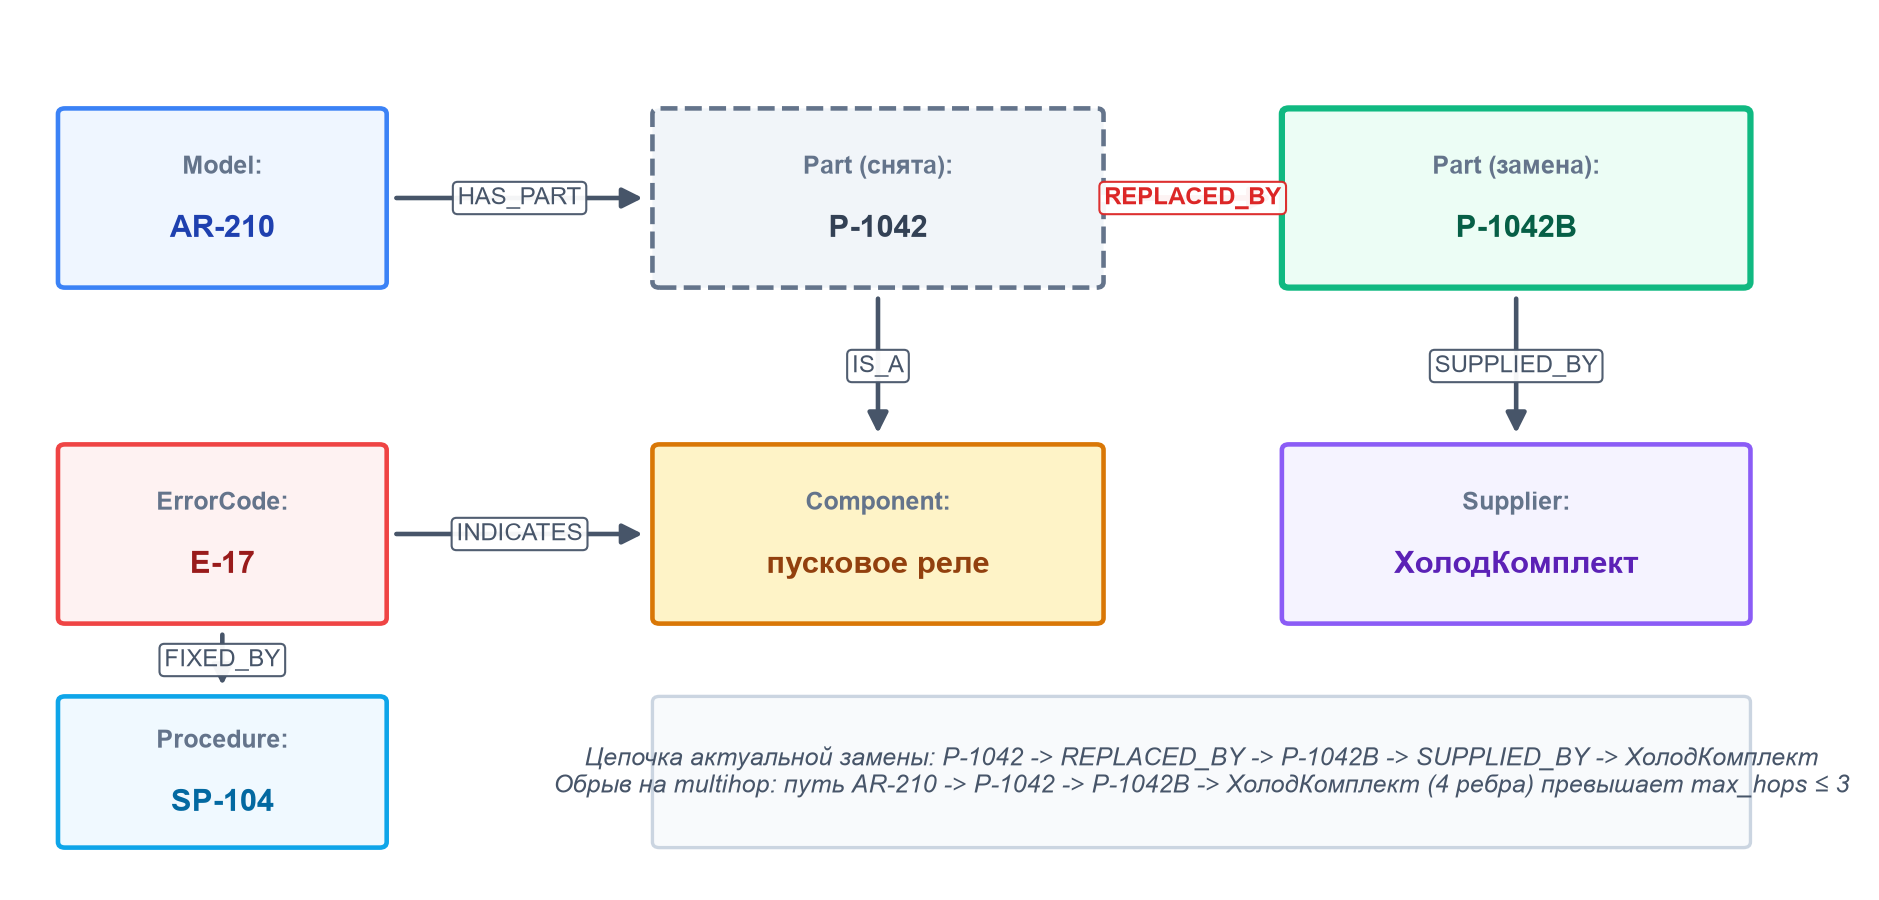 Model:
AR-210
HAS_PART
Part (снята):
P-1042
REPLACED_BY
Part (замена):
P-1042B
IS_A
SUPPLIED_BY
ErrorCode:
E-17
INDICATES
Component:
пусковое реле
Supplier:
ХолодКомплект
FIXED_BY
Procedure:
SP-104
Цепочка актуальной замены: P-1042 -> REPLACED_BY -> P-1042B -> SUPPLIED_BY -> ХолодКомплект
Обрыв на multihop: путь AR-210 -> P-1042 -> P-1042B -> ХолодКомплект (4 ребра) превышает max_hops ≤ 3